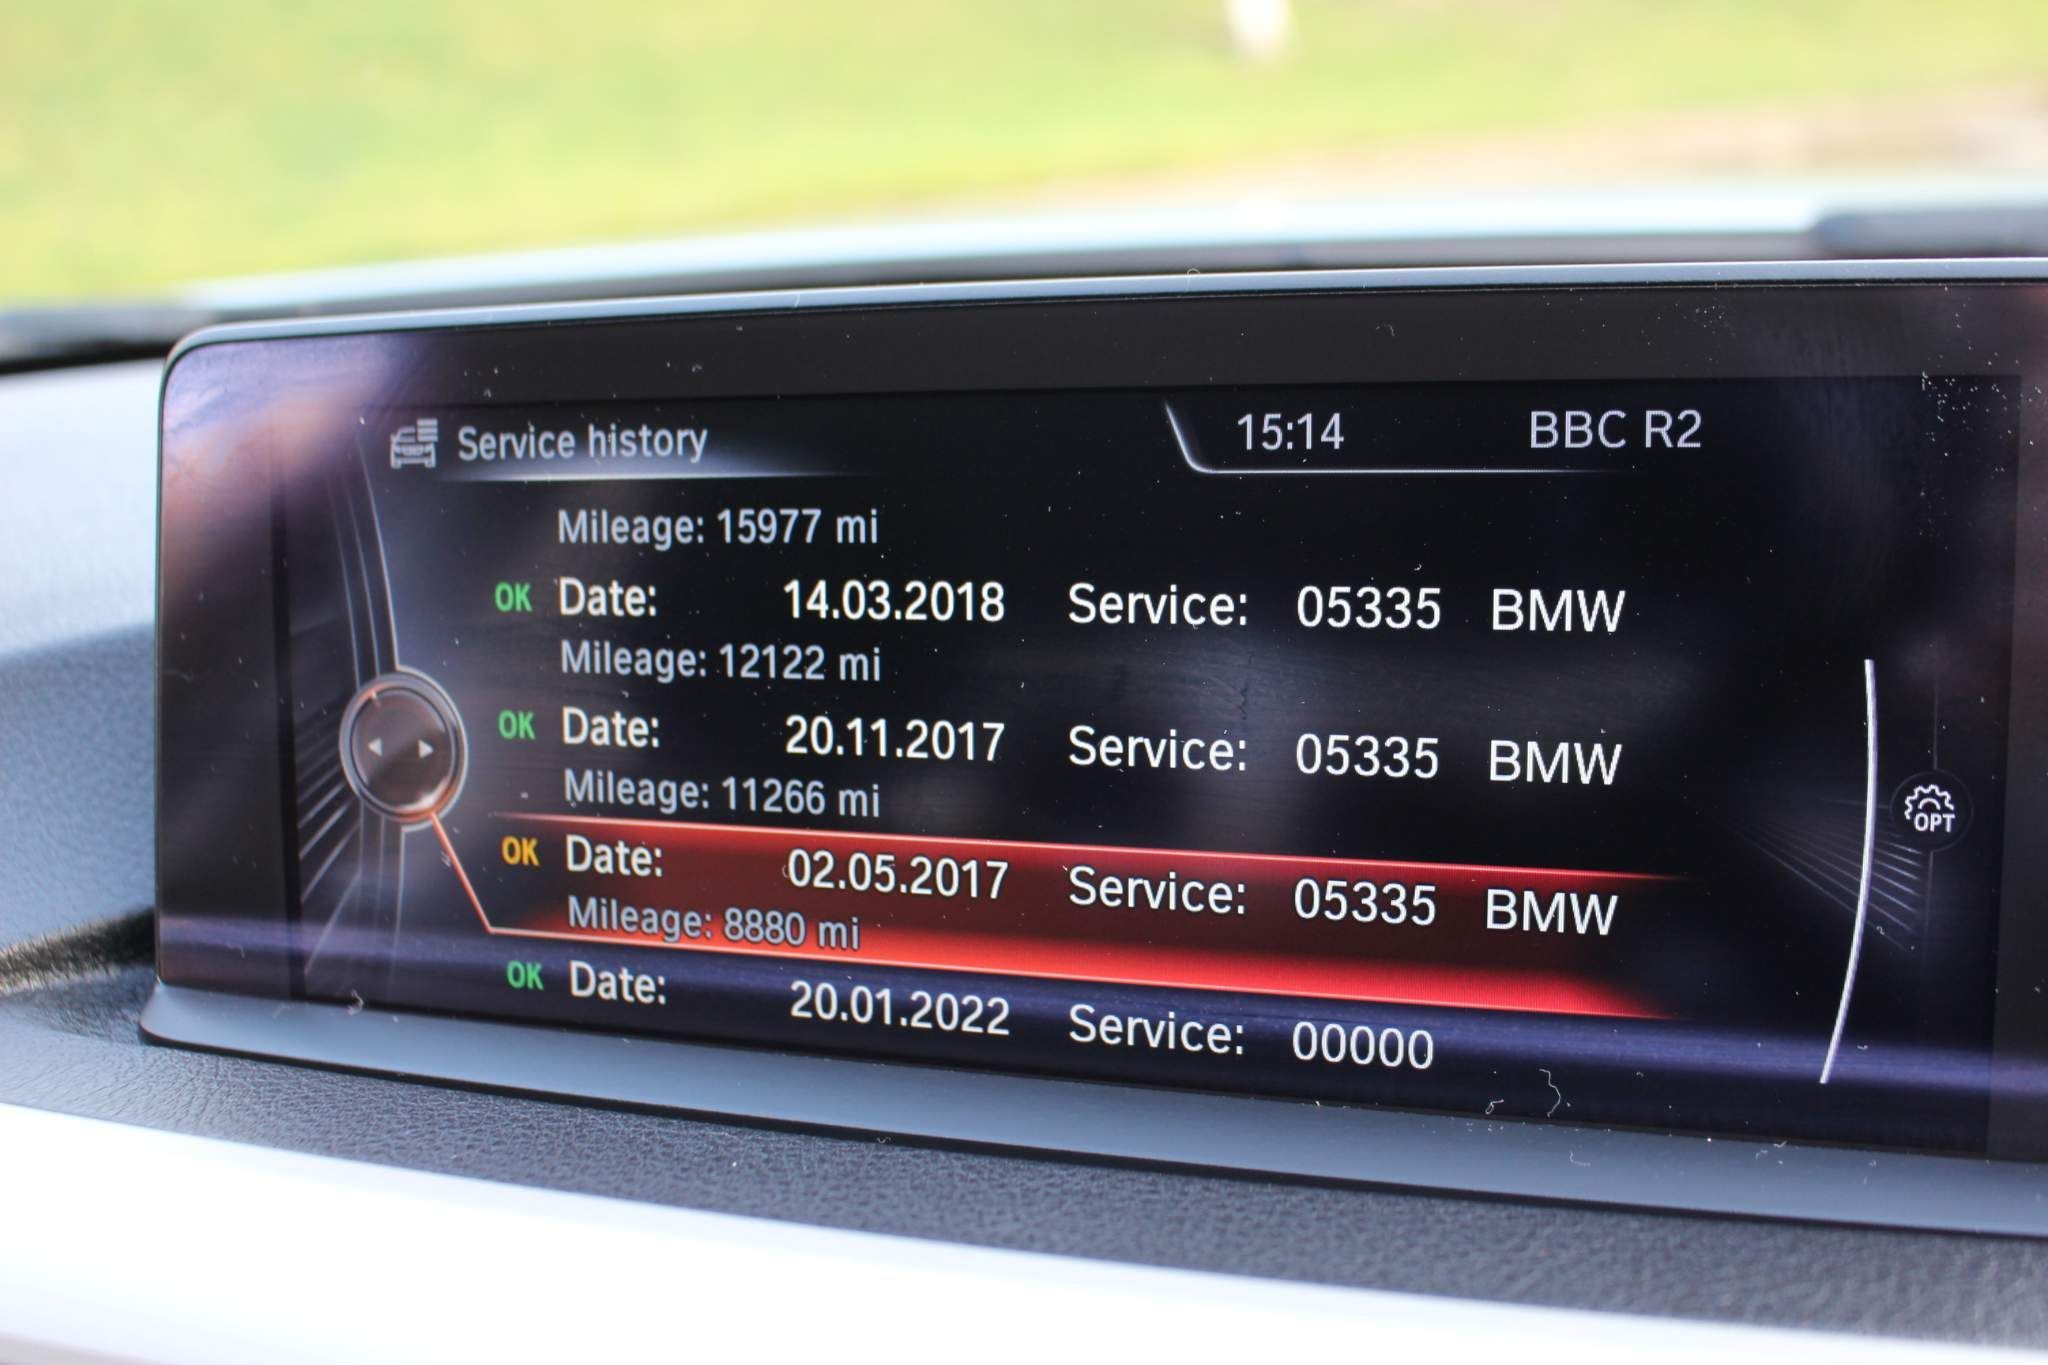 Service history 15:14 BBC R2
Mileage: 15977 mi
OK Date: 14.03.2018 Service: 05335 BMW
Mileage: 12122 mi
OK Date: 20.11.2017 Service: 05335 BMW
Mileage: 11266 mi
OK Date: 02.05.2017 Service: 05335 BMW
Mileage: 8880 mi
OK Date: 20.01.2022 Service: 00000
OPT